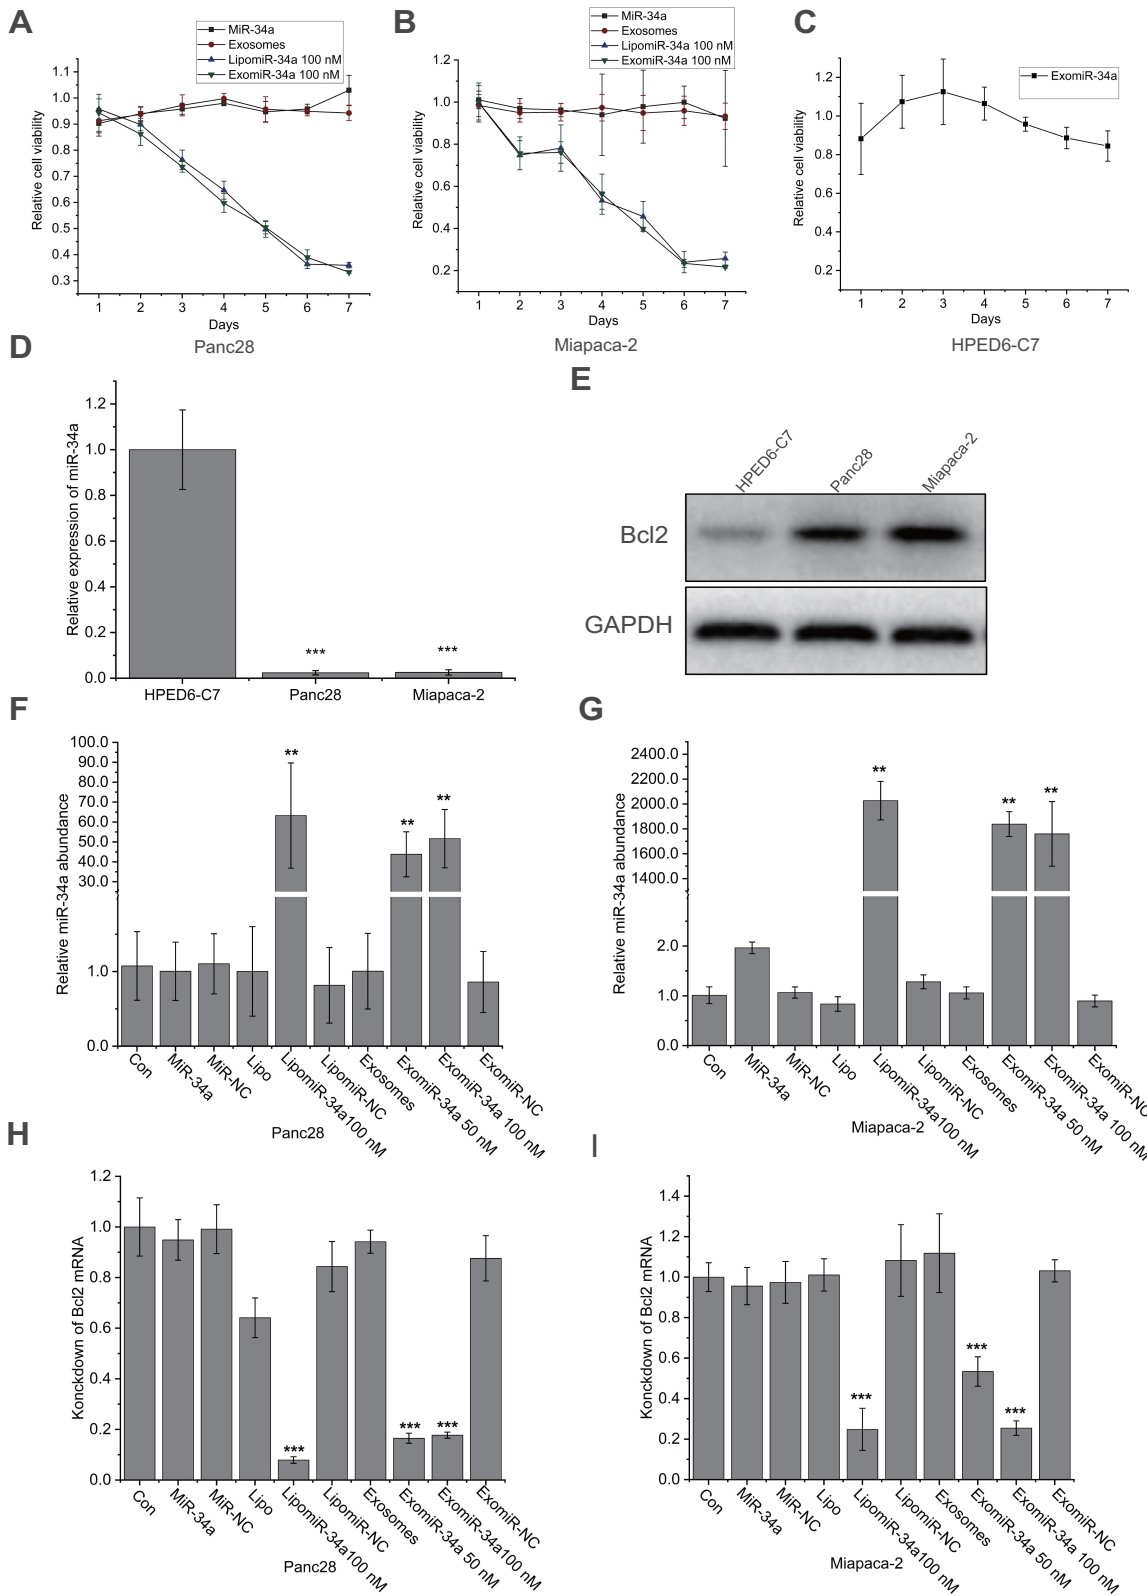 A
MiR-34a
Exosomes
LipomiR-34a 100 nM
ExomiR-34a 100 nM
Relative cell viability
1.1
1.0
0.9
0.8
0.7
0.6
0.5
0.4
0.3
1 2 3 4 5 6 7
Days
Panc28
B
MiR-34a
Exosomes
LipomiR-34a 100 nM
ExomiR-34a 100 nM
Relative cell viability
1.2
1.0
0.8
0.6
0.4
0.2
1 2 3 4 5 6 7
Days
Miapaca-2
C
ExomiR-34a
Relative cell viability
1.2
1.0
0.8
0.6
0.4
0.2
1 2 3 4 5 6 7
Days
HPED6-C7
D
Relative expression of miR-34a
1.2
1.0
0.8
0.6
0.4
0.2
0.0
*** ***
HPED6-C7 Panc28 Miapaca-2
E
HPED6-C7 Panc28 Miapaca-2
Bcl2
GAPDH
F
Relative miR-34a abundance
100.0
90.0
80.0
70.0
60.0
50.0
40.0
30.0
1.0
0.0
** ** **
Con
MiR-34a
MiR-NC
Lipo
LipomiR-34a100 nM
LipomiR-NC
Exosomes
ExomiR-34a 50 nM
ExomiR-34a 100 nM
ExomiR-NC
Panc28
G
Relative miR-34a abundance
2400.0
2200.0
2000.0
1800.0
1600.0
1400.0
2.0
1.0
0.0
** ** **
Con
MiR-34a
MiR-NC
Lipo
LipomiR-34a100 nM
LipomiR-NC
Exosomes
ExomiR-34a 50 nM
ExomiR-34a 100 nM
ExomiR-NC
Miapaca-2
H
Konckdown of Bcl2 mRNA
1.2
1.0
0.8
0.6
0.4
0.2
0.0
*** *** ***
Con
MiR-34a
MiR-NC
Lipo
LipomiR-34a100 nM
LipomiR-NC
Exosomes
ExomiR-34a 50 nM
ExomiR-34a100 nM
ExomiR-NC
Panc28
I
Konckdown of Bcl2 mRNA
1.4
1.2
1.0
0.8
0.6
0.4
0.2
0.0
*** *** ***
Con
MiR-34a
MiR-NC
Lipo
LipomiR-34a100 nM
LipomiR-NC
Exosomes
ExomiR-34a 50 nM
ExomiR-34a 100 nM
ExomiR-NC
Miapaca-2